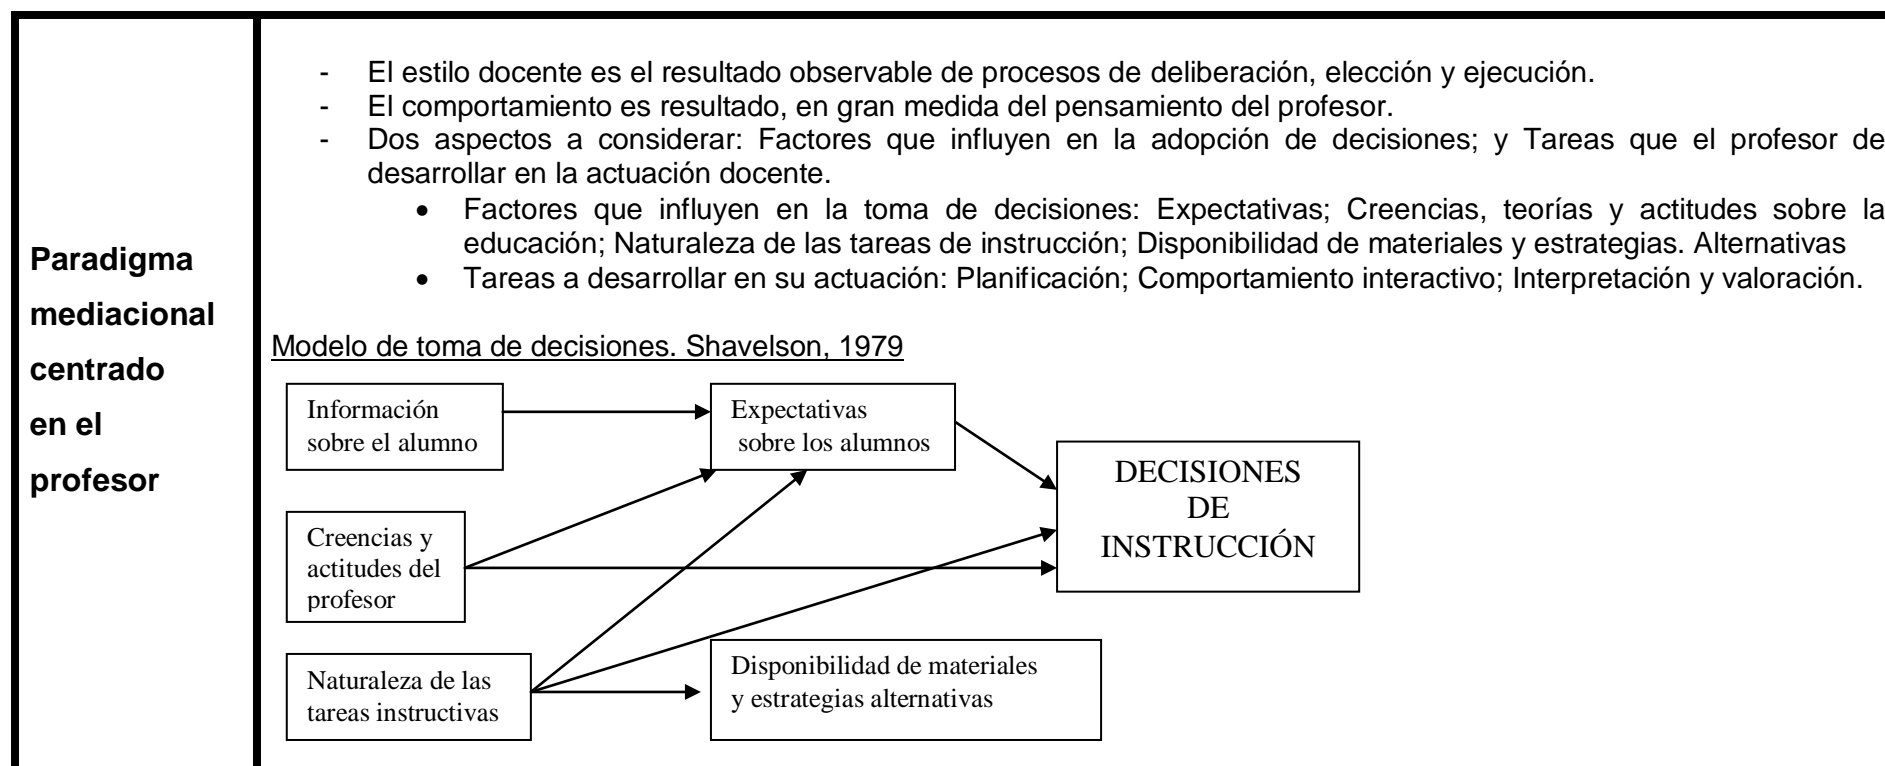 Paradigma
mediacional
centrado
en el
profesor
- El estilo docente es el resultado observable de procesos de deliberación, elección y ejecución.
- El comportamiento es resultado, en gran medida del pensamiento del profesor.
- Dos aspectos a considerar: Factores que influyen en la adopción de decisiones; y Tareas que el profesor de
desarrollar en la actuación docente.
• Factores que influyen en la toma de decisiones: Expectativas; Creencias, teorías y actitudes sobre la
educación; Naturaleza de las tareas de instrucción; Disponibilidad de materiales y estrategias. Alternativas
• Tareas a desarrollar en su actuación: Planificación; Comportamiento interactivo; Interpretación y valoración.
Modelo de toma de decisiones. Shavelson, 1979
Información
sobre el alumno
Expectativas
sobre los alumnos
DECISIONES
DE
INSTRUCCIÓN
Creencias y
actitudes del
profesor
Naturaleza de las
tareas instructivas
Disponibilidad de materiales
y estrategias alternativas